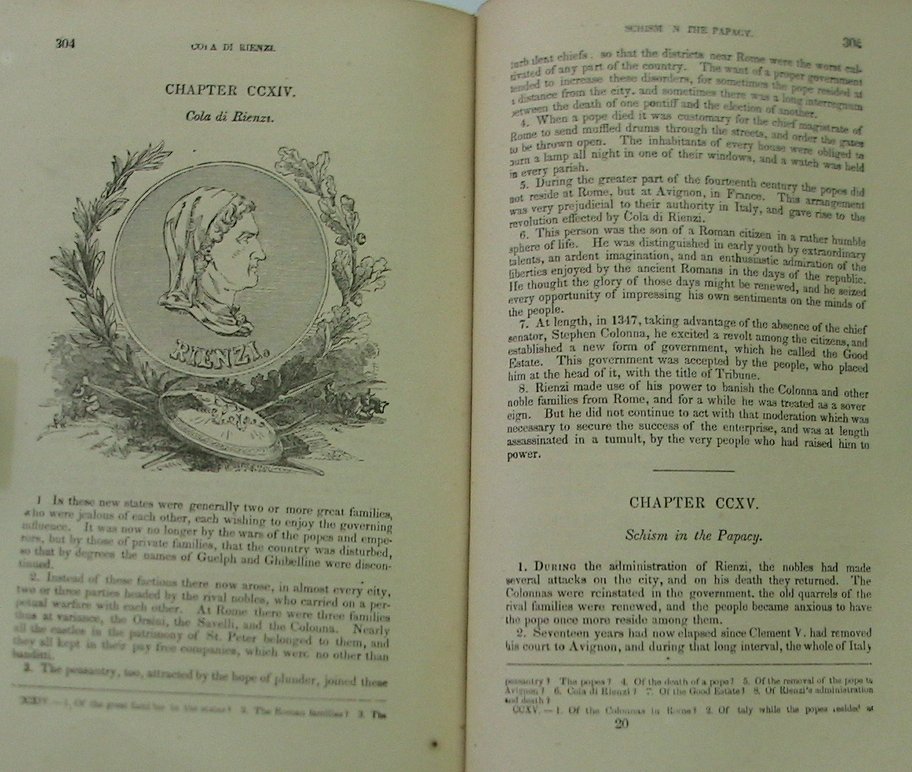 304
COLA DI RIENZI.
CHAPTER CCXIV.
Cola di Rienzi.
RIENZI.
1 IN these new states were generally two or more great families,
who were jealous of each other, each wishing to enjoy the governing
influence. It was now no longer by the wars of the popes and empe-
rors, but by those of private families, that the country was disturbed,
so that by degrees the names of Guelph and Ghibelline were discon-
tinued.
2. Instead of these factions there now arose, in almost every city,
two or three parties headed by the rival nobles, who carried on a per-
petual warfare with each other. At Rome there were three families
thus at variance, the Orsini, the Savelli, and the Colonna. Nearly
all the castles in the patrimony of St. Peter belonged to them, and
they all kept in their pay free companies, which were no other than
banditti.
3. The peasantry, too, attracted by the hope of plunder, joined these
CCXIV.—1. Of the great families in the states? 2. The Roman families? 3. The
SCHISM IN THE PAPACY.
305
turbulent chiefs, so that the districts near Rome were the worst cul-
tivated of any part of the country. The want of a proper government
tended to increase these disorders, for sometimes the pope resided at
a distance from the city, and sometimes there was a long interregnum
between the death of one pontiff and the election of another.
4. When a pope died it was customary for the chief magistrate of
Rome to send muffled drums through the streets, and order the gates
to be thrown open. The inhabitants of every house were obliged to
burn a lamp all night in one of their windows, and a watch was held
in every parish.
5. During the greater part of the fourteenth century the popes did
not reside at Rome, but at Avignon, in France. This arrangement
was very prejudicial to their authority in Italy, and gave rise to the
revolution effected by Cola di Rienzi.
6. This person was the son of a Roman citizen in a rather humble
sphere of life. He was distinguished in early youth by extraordinary
talents, an ardent imagination, and an enthusiastic admiration of the
liberties enjoyed by the ancient Romans in the days of the republic.
He thought the glory of those days might be renewed, and he seized
every opportunity of impressing his own sentiments on the minds of
the people.
7. At length, in 1347, taking advantage of the absence of the chief
senator, Stephen Colonna, he excited a revolt among the citizens, and
established a new form of government, which he called the Good
Estate. This government was accepted by the people, who placed
him at the head of it, with the title of Tribune.
8. Rienzi made use of his power to banish the Colonna and other
noble families from Rome, and for a while he was treated as a sover
eign. But he did not continue to act with that moderation which was
necessary to secure the success of the enterprise, and was at length
assassinated in a tumult, by the very people who had raised him to
power.
CHAPTER CCXV.
Schism in the Papacy.
1. DURING the administration of Rienzi, the nobles had made
several attacks on the city, and on his death they returned. The
Colonnas were reinstated in the government, the old quarrels of the
rival families were renewed, and the people became anxious to have
the pope once more reside among them.
2. Seventeen years had now elapsed since Clement V. had removed
his court to Avignon, and during that long interval, the whole of Italy
peasantry? The popes? 4. Of the death of a pope? 5. Of the removal of the pope to
Avignon? 6. Cola di Rienzi? 7. Of the Good Estate? 8. Of Rienzi's administration
and death?
CCXV.—1. Of the Colonnas in Rome? 2. Of Italy while the popes resided at
20